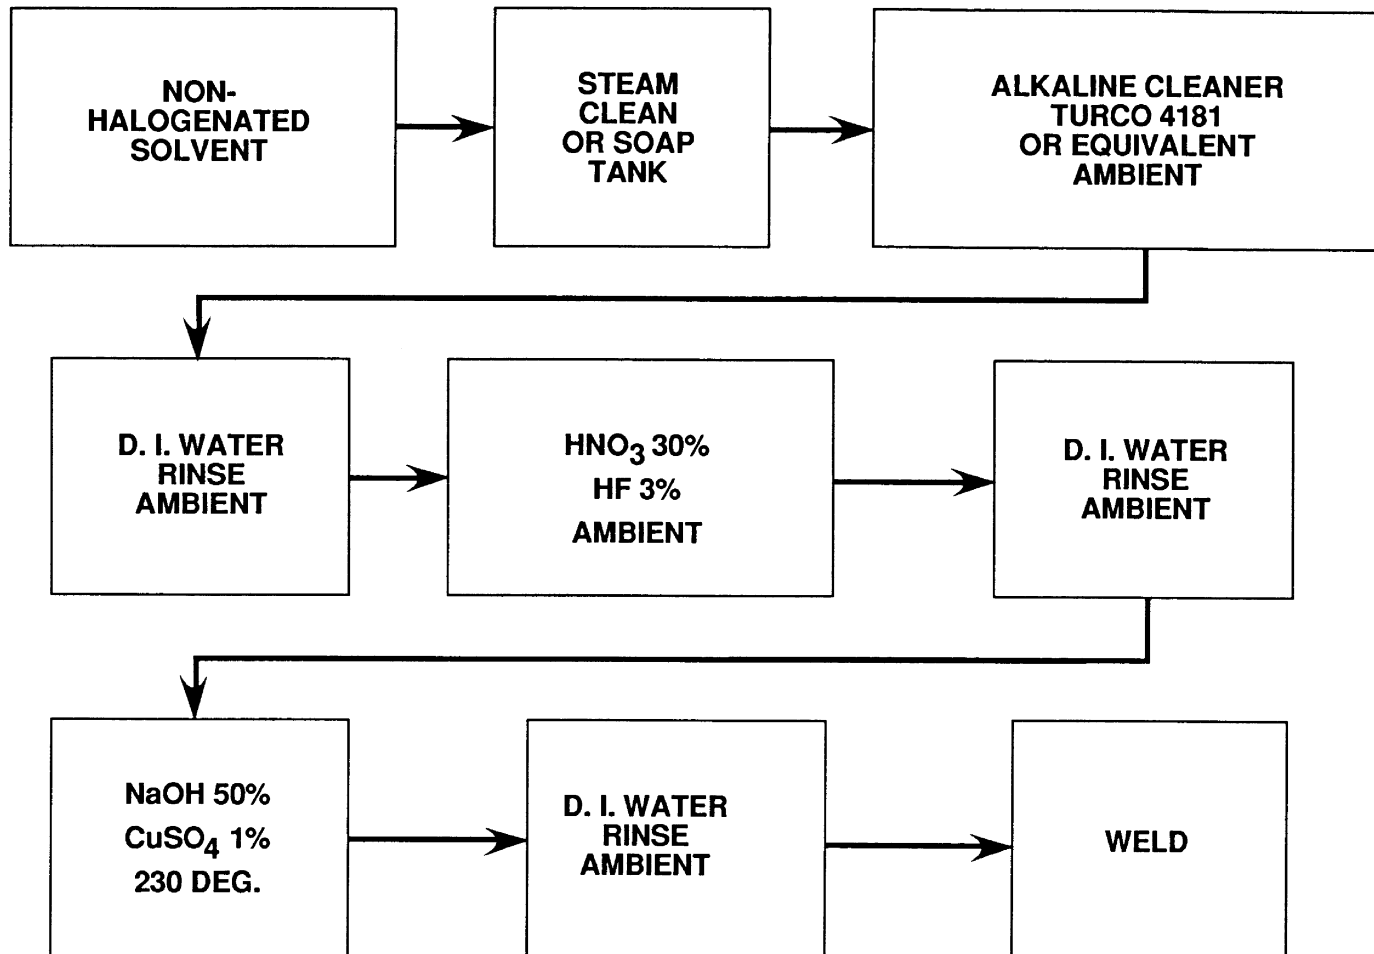 NON-
HALOGENATED
SOLVENT
STEAM
CLEAN
OR SOAP
TANK
ALKALINE CLEANER
TURCO 4181
OR EQUIVALENT
AMBIENT
D. I. WATER
RINSE
AMBIENT
HNO3 30%
HF 3%
AMBIENT
D. I. WATER
RINSE
AMBIENT
NaOH 50%
CuSO4 1%
230 DEG.
D. I. WATER
RINSE
AMBIENT
WELD